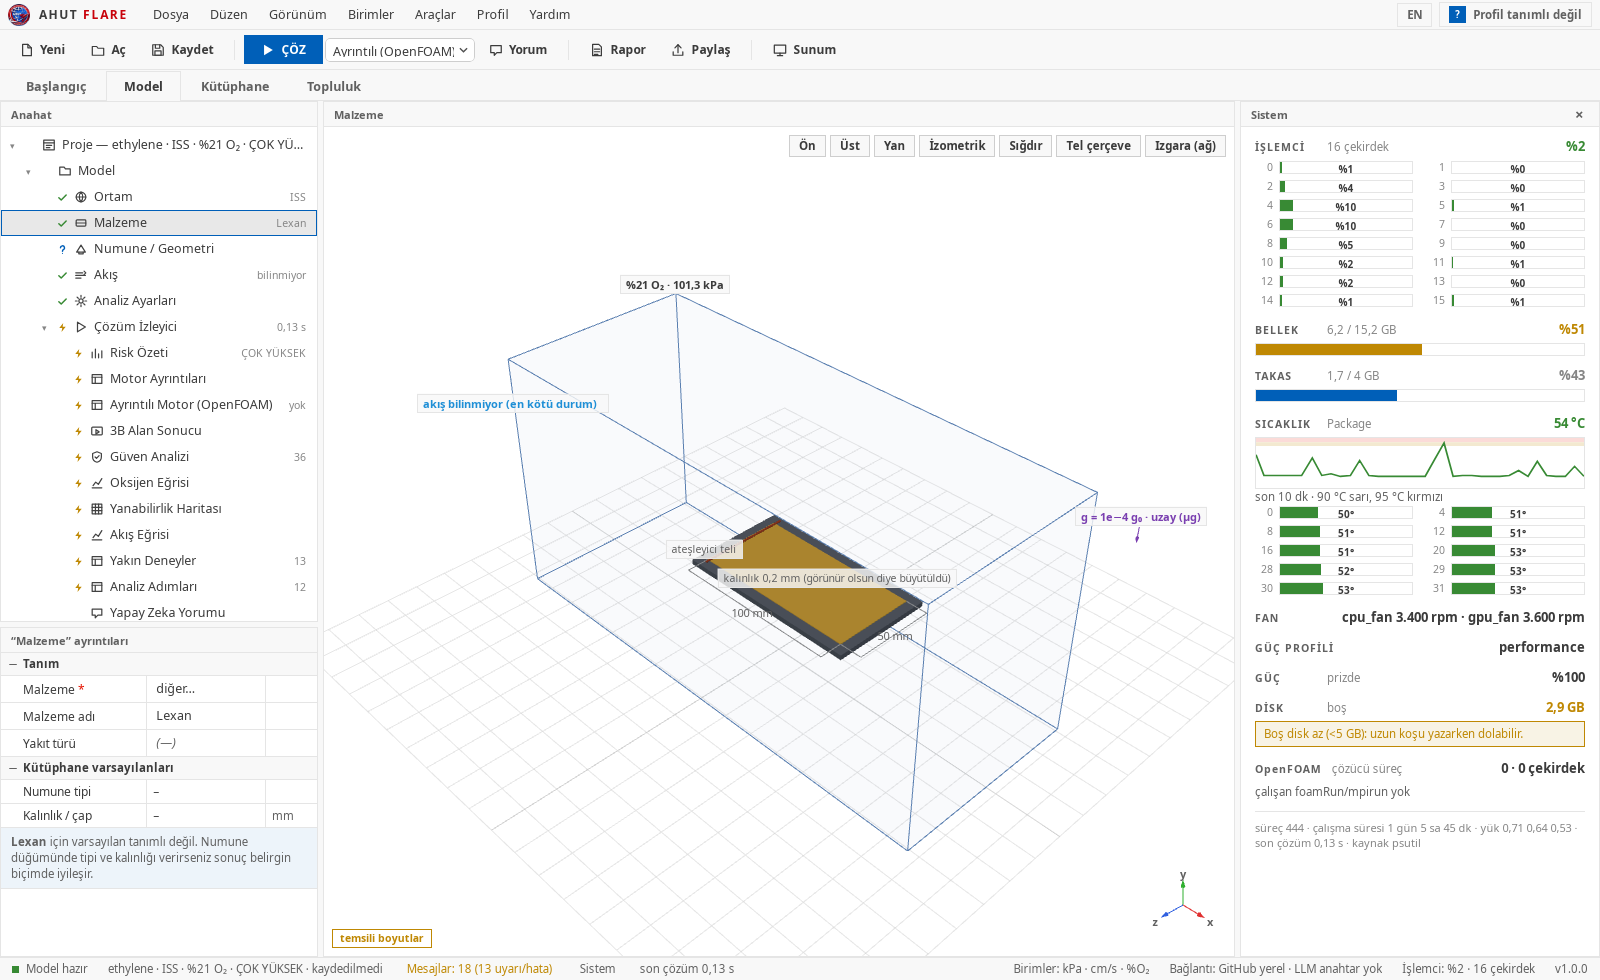 AHUT FLARE Dosya Düzen Görünüm Birimler Araçlar Profil Yardım EN ? Profil tanımlı değil
Yeni Aç Kaydet ÇÖZ Ayrıntılı (OpenFOAM) Yorum Rapor Paylaş Sunum
Başlangıç Model Kütüphane Topluluk
Anahat
Proje — ethylene · ISS · %21 O₂ · ÇOK YÜ...
Model
Ortam ISS
Malzeme Lexan
? Numune / Geometri
Akış bilinmiyor
Analiz Ayarları
Çözüm İzleyici 0,13 s
Risk Özeti ÇOK YÜKSEK
Motor Ayrıntıları
Ayrıntılı Motor (OpenFOAM) yok
3B Alan Sonucu
Güven Analizi 36
Oksijen Eğrisi
Yanabilirlik Haritası
Akış Eğrisi
Yakın Deneyler 13
Analiz Adımları 12
Yapay Zeka Yorumu
“Malzeme” ayrıntıları
– Tanım
Malzeme * diğer...
Malzeme adı Lexan
Yakıt türü (—)
– Kütüphane varsayılanları
Numune tipi –
Kalınlık / çap – mm
Lexan için varsayılan tanımlı değil. Numune
düğümünde tipi ve kalınlığı verirseniz sonuç belirgin
biçimde iyileşir.
Malzeme
Ön Üst Yan İzometrik Sığdır Tel çerçeve Izgara (ağ)
%21 O₂ · 101,3 kPa
akış bilinmiyor (en kötü durum)
g = 1e−4 g₀ · uzay (µg)
ateşleyici teli
kalınlık 0,2 mm (görünür olsun diye büyütüldü)
100 mm
50 mm
y
z x
temsili boyutlar
Sistem ×
İŞLEMCİ 16 çekirdek %2
0 %1 1 %0
2 %4 3 %0
4 %10 5 %1
6 %10 7 %0
8 %5 9 %0
10 %2 11 %1
12 %2 13 %0
14 %1 15 %1
BELLEK 6,2 / 15,2 GB %51
TAKAS 1,7 / 4 GB %43
SICAKLIK Package 54 °C
son 10 dk · 90 °C sarı, 95 °C kırmızı
0 50° 4 51°
8 51° 12 51°
16 51° 20 53°
28 52° 29 53°
30 53° 31 53°
FAN cpu_fan 3.400 rpm · gpu_fan 3.600 rpm
GÜÇ PROFİLİ performance
GÜÇ prizde %100
DİSK boş 2,9 GB
Boş disk az (<5 GB): uzun koşu yazarken dolabilir.
OpenFOAM çözücü süreç 0 · 0 çekirdek
çalışan foamRun/mpirun yok
süreç 444 · çalışma süresi 1 gün 5 sa 45 dk · yük 0,71 0,64 0,53 ·
son çözüm 0,13 s · kaynak psutil
Model hazır ethylene · ISS · %21 O₂ · ÇOK YÜKSEK · kaydedilmedi Mesajlar: 18 (13 uyarı/hata) Sistem son çözüm 0,13 s Birimler: kPa · cm/s · %O₂ Bağlantı: GitHub yerel · LLM anahtar yok İşlemci: %2 · 16 çekirdek v1.0.0